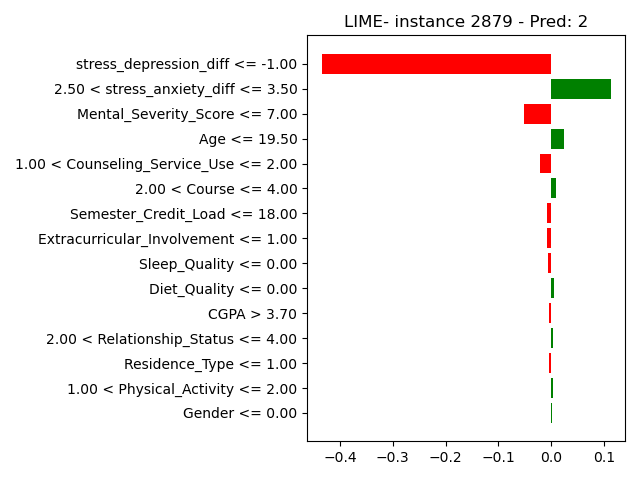 LIME- instance 2879 - Pred: 2
stress_depression_diff <= -1.00
2.50 < stress_anxiety_diff <= 3.50
Mental_Severity_Score <= 7.00
Age <= 19.50
1.00 < Counseling_Service_Use <= 2.00
2.00 < Course <= 4.00
Semester_Credit_Load <= 18.00
Extracurricular_Involvement <= 1.00
Sleep_Quality <= 0.00
Diet_Quality <= 0.00
CGPA > 3.70
2.00 < Relationship_Status <= 4.00
Residence_Type <= 1.00
1.00 < Physical_Activity <= 2.00
Gender <= 0.00
−0.4 −0.3 −0.2 −0.1 0.0 0.1